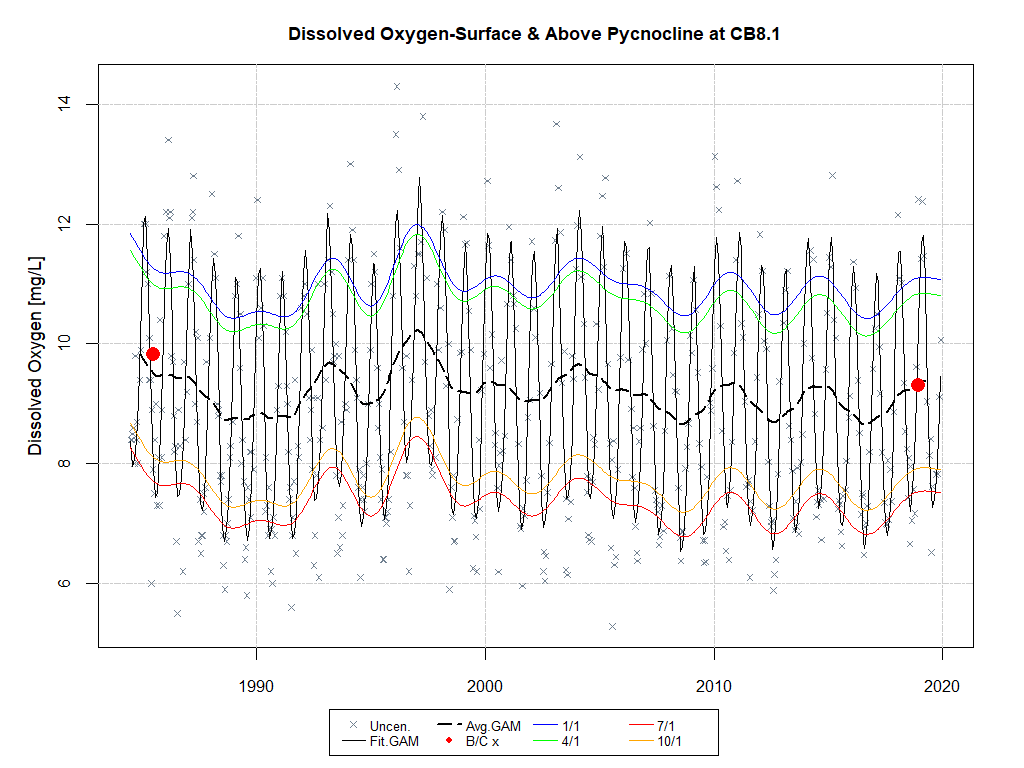 Dissolved Oxygen-Surface & Above Pycnocline at CB8.1
Dissolved Oxygen [mg/L]
14
12
10
8
6
1990 2000 2010 2020
Uncen. Avg.GAM 1/1 7/1
Fit.GAM B/C x 4/1 10/1